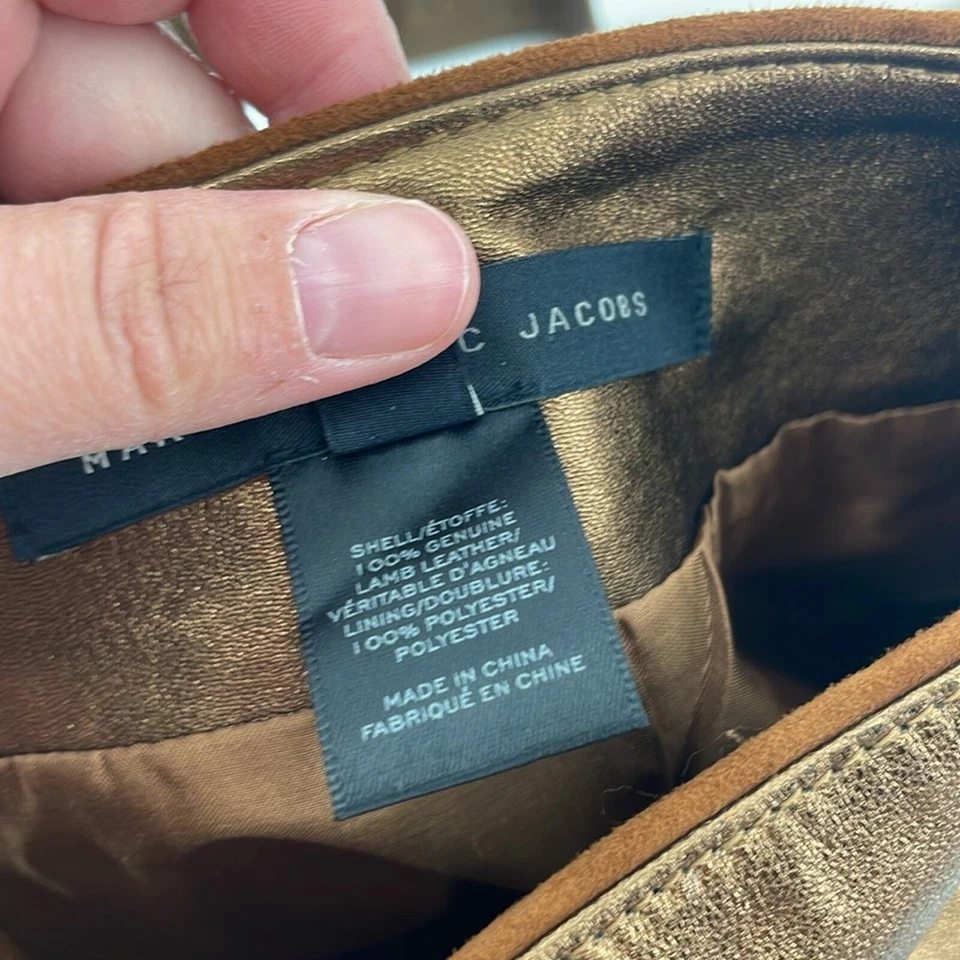 MAR C JACOBS
SHELL/ÉTOFFE:
100% GENUINE
LAMB LEATHER/
VÉRITABLE D'AGNEAU
LINING/DOUBLURE:
100% POLYESTER/
POLYESTER
MADE IN CHINA
FABRIQUÉ EN CHINE